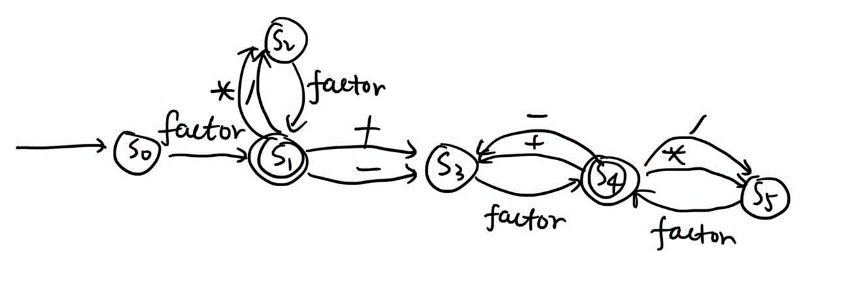 S2
* / factor
factor + −
S0 S1 −
S3 + S4 * /
S5
factor factor